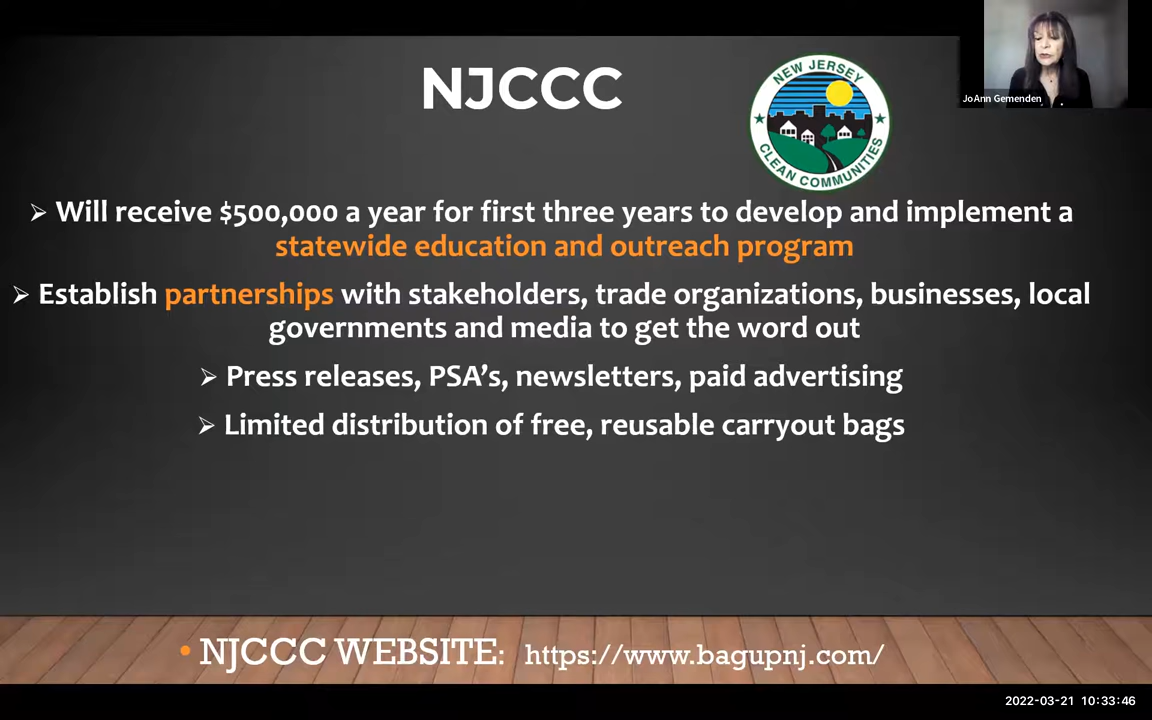 NJCCC
NEW JERSEY
CLEAN COMMUNITIES
JoAnn Gemenden
➢ Will receive $500,000 a year for first three years to develop and implement a
statewide education and outreach program
➢ Establish partnerships with stakeholders, trade organizations, businesses, local
governments and media to get the word out
➢ Press releases, PSA’s, newsletters, paid advertising
➢ Limited distribution of free, reusable carryout bags
• NJCCC WEBSITE: https://www.bagupnj.com/
2022-03-21 10:33:46